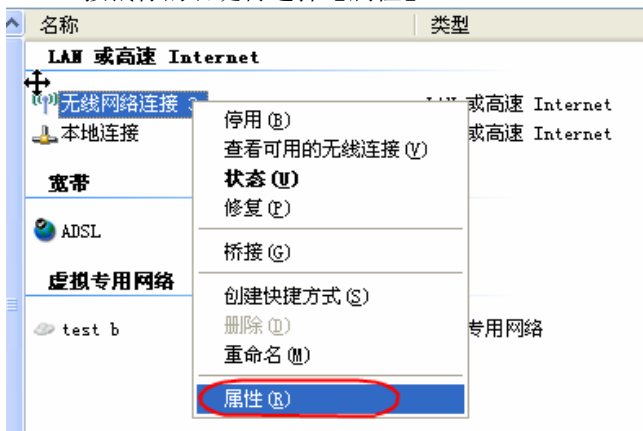 名称 类型
LAN 或高速 Internet
无线网络连接 3 LAN 或高速 Internet
本地连接 或高速 Internet
宽带
ADSL
虚拟专用网络
test b 专用网络
停用(B)
查看可用的无线连接(V)
状态(U)
修复(P)
桥接(G)
创建快捷方式(S)
删除(D)
重命名(M)
属性(R)